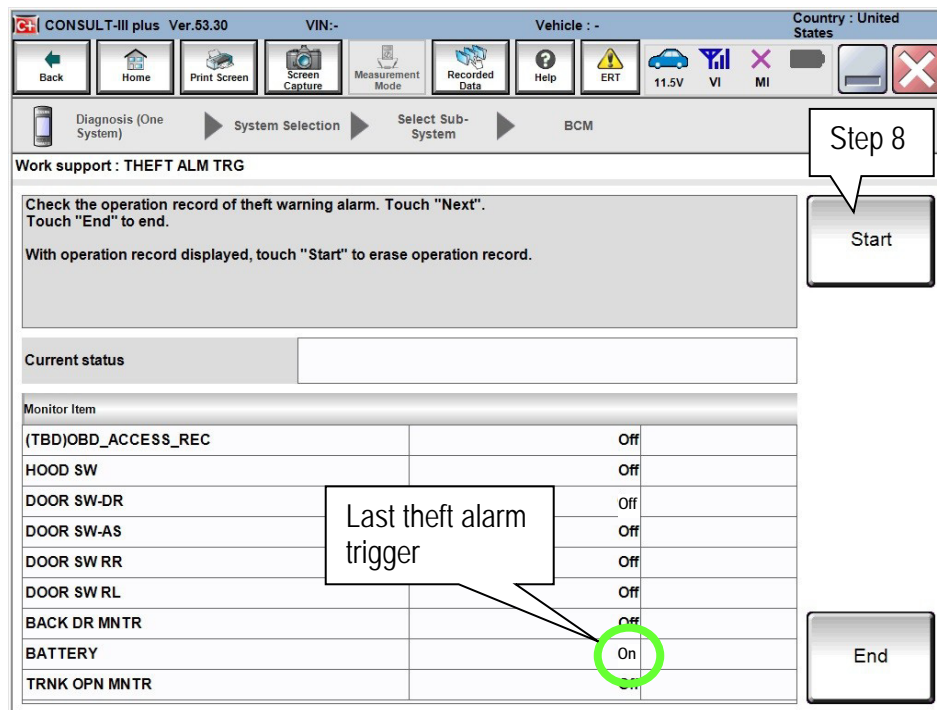 C+ CONSULT-III plus Ver.53.30 VIN:- Vehicle : - Country : United
States
Back Home Print Screen Screen
Capture Measurement
Mode Recorded
Data Help ERT 11.5V VI MI
Diagnosis (One
System) System Selection Select Sub-
System BCM
Step 8
Work support : THEFT ALM TRG
Check the operation record of theft warning alarm. Touch "Next".
Touch "End" to end.
With operation record displayed, touch "Start" to erase operation record.
Start
Current status
Monitor Item
(TBD)OBD_ACCESS_REC Off
HOOD SW Off
DOOR SW-DR Off
DOOR SW-AS Off
DOOR SW RR Off
DOOR SW RL Off
BACK DR MNTR Off
BATTERY On
TRNK OPN MNTR Off
Last theft alarm
trigger
End